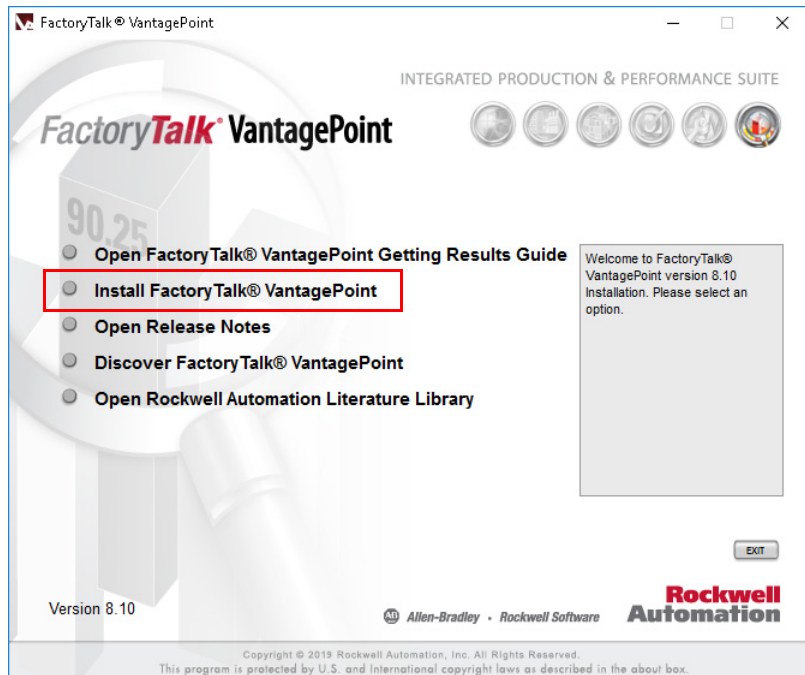 FactoryTalk® VantagePoint
INTEGRATED PRODUCTION & PERFORMANCE SUITE
FactoryTalk® VantagePoint
90.25
Open FactoryTalk® VantagePoint Getting Results Guide
Install FactoryTalk® VantagePoint
Open Release Notes
Discover FactoryTalk® VantagePoint
Open Rockwell Automation Literature Library
Welcome to FactoryTalk®
VantagePoint version 8.10
Installation. Please select an
option.
EXIT
Version 8.10
AB Allen-Bradley · Rockwell Software
Rockwell
Automation
Copyright © 2019 Rockwell Automation, Inc. All Rights Reserved.
This program is protected by U.S. and International copyright laws as described in the about box.